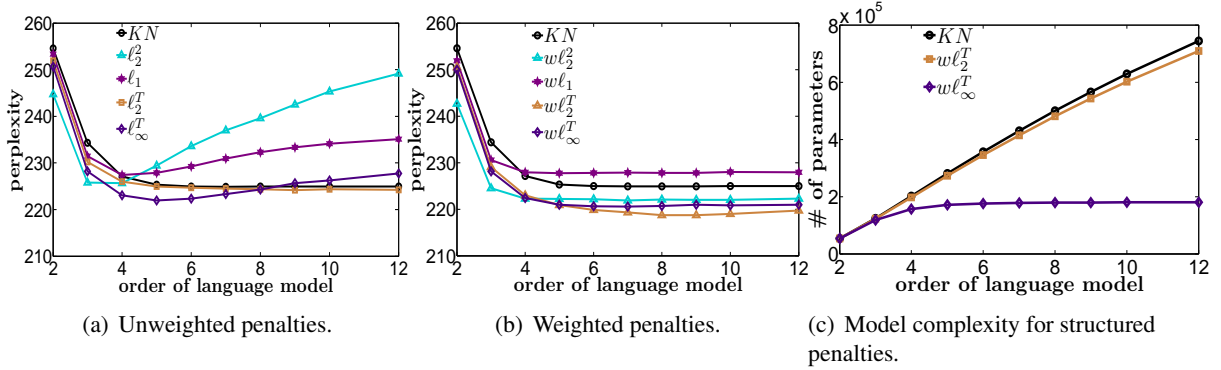 260
250
240
230
220
210
perplexity
KN
ℓ₂²
ℓ₁
ℓ₂ᵀ
ℓ∞ᵀ
2 4 6 8 10 12
order of language model
(a) Unweighted penalties.
260
250
240
230
220
210
perplexity
KN
wℓ₂²
wℓ₁
wℓ₂ᵀ
wℓ∞ᵀ
2 4 6 8 10 12
order of language model
(b) Weighted penalties.
8 × 10⁵
6
4
2
0
# of parameters
KN
wℓ₂ᵀ
wℓ∞ᵀ
2 4 6 8 10 12
order of language model
(c) Model complexity for structured
penalties.